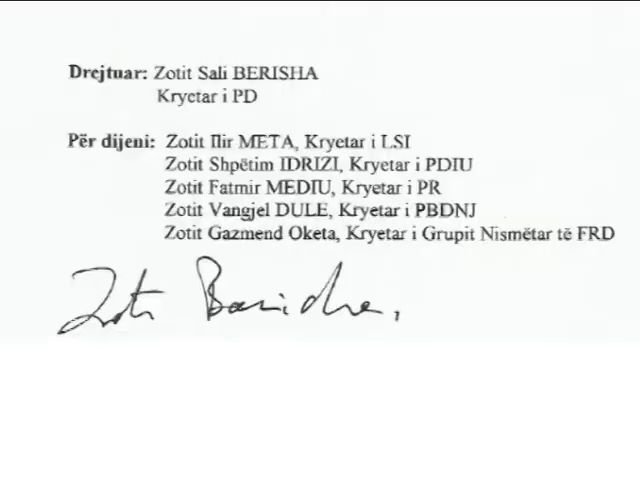 Drejtuar: Zotit Sali BERISHA
Kryetar i PD
Për dijeni: Zotit Ilir META, Kryetar i LSI
Zotit Shpëtim IDRIZI, Kryetar i PDIU
Zotit Fatmir MEDIU, Kryetar i PR
Zotit Vangjel DULE, Kryetar i PBDNJ
Zotit Gazmend Oketa, Kryetar i Grupit Nismëtar të FRD
Zoti Berisha,